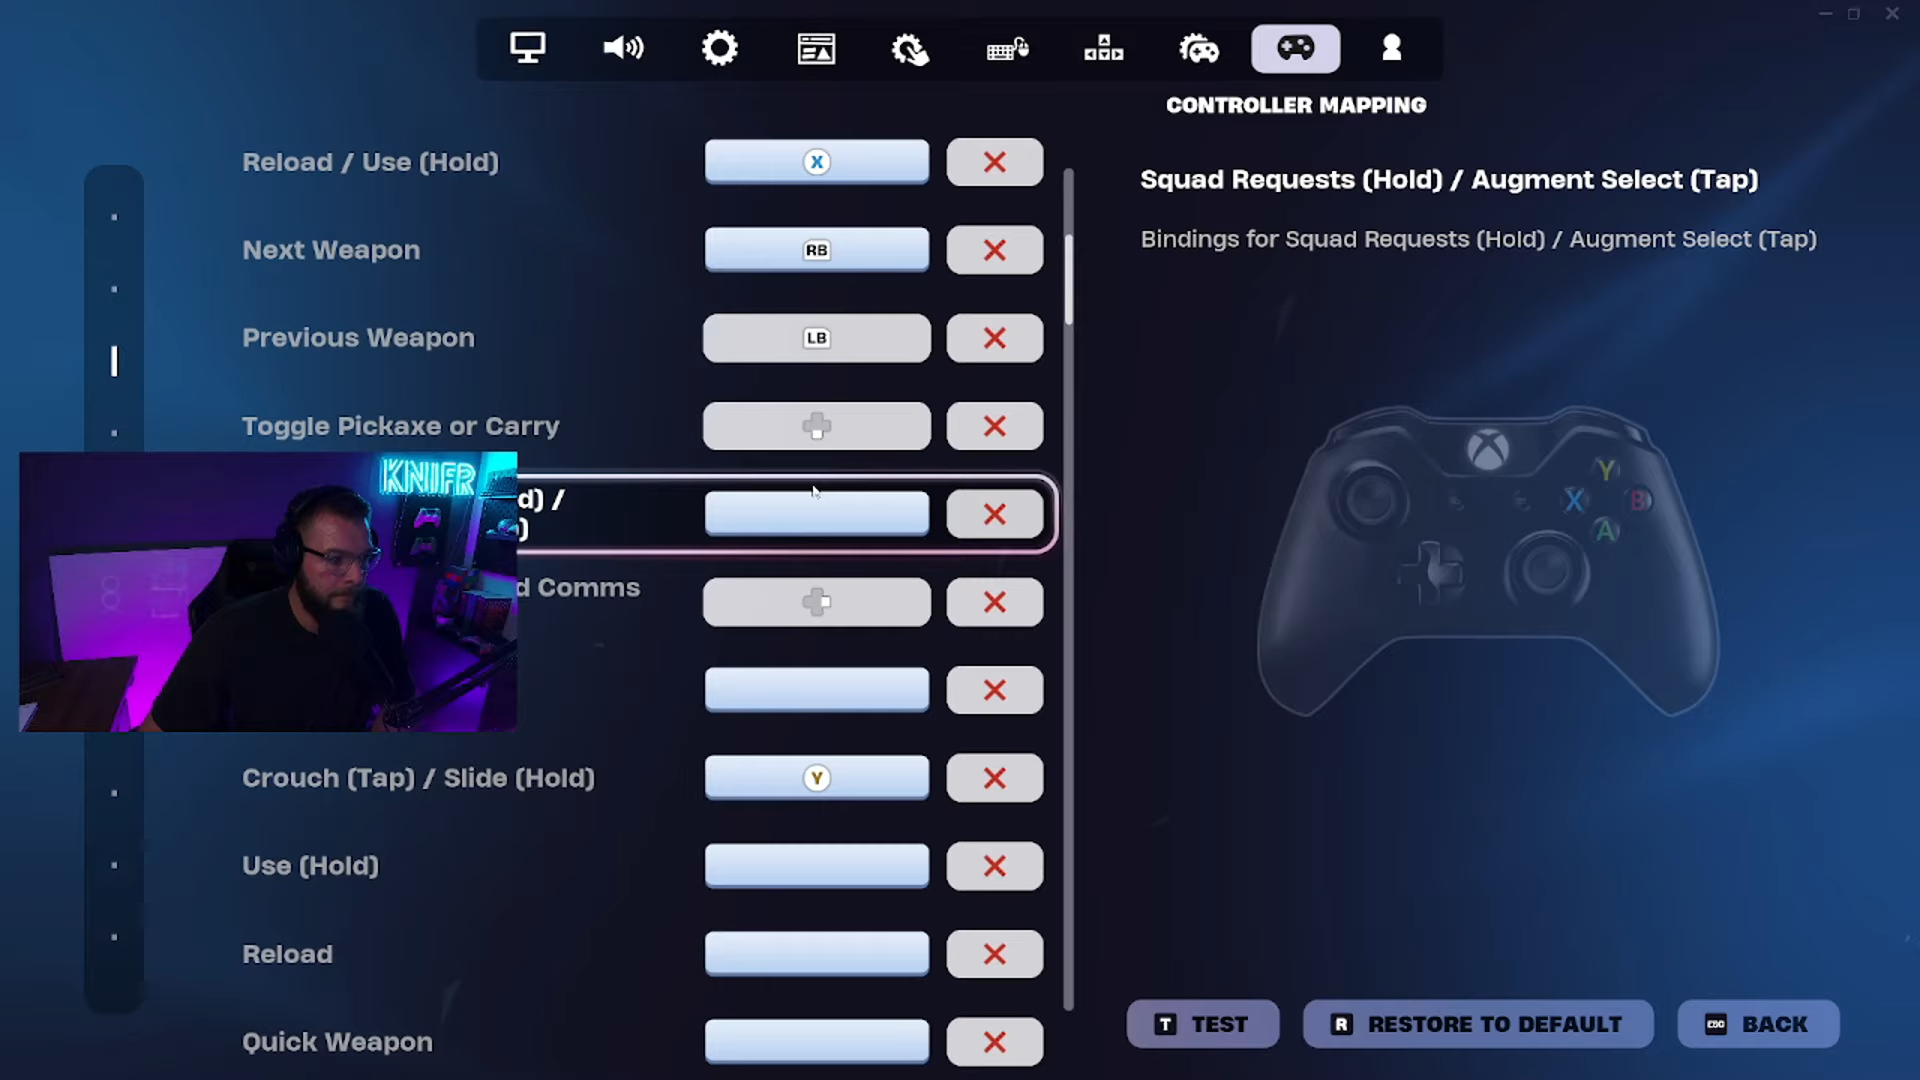 CONTROLLER MAPPING
Reload / Use (Hold)
X
Next Weapon
RB
Previous Weapon
LB
Toggle Pickaxe or Carry
d) /
)
d Comms
Crouch (Tap) / Slide (Hold)
Y
Use (Hold)
Reload
Quick Weapon
Squad Requests (Hold) / Augment Select (Tap)
Bindings for Squad Requests (Hold) / Augment Select (Tap)
Y
X
B
A
KNIFR
T TEST
R RESTORE TO DEFAULT
ESC BACK